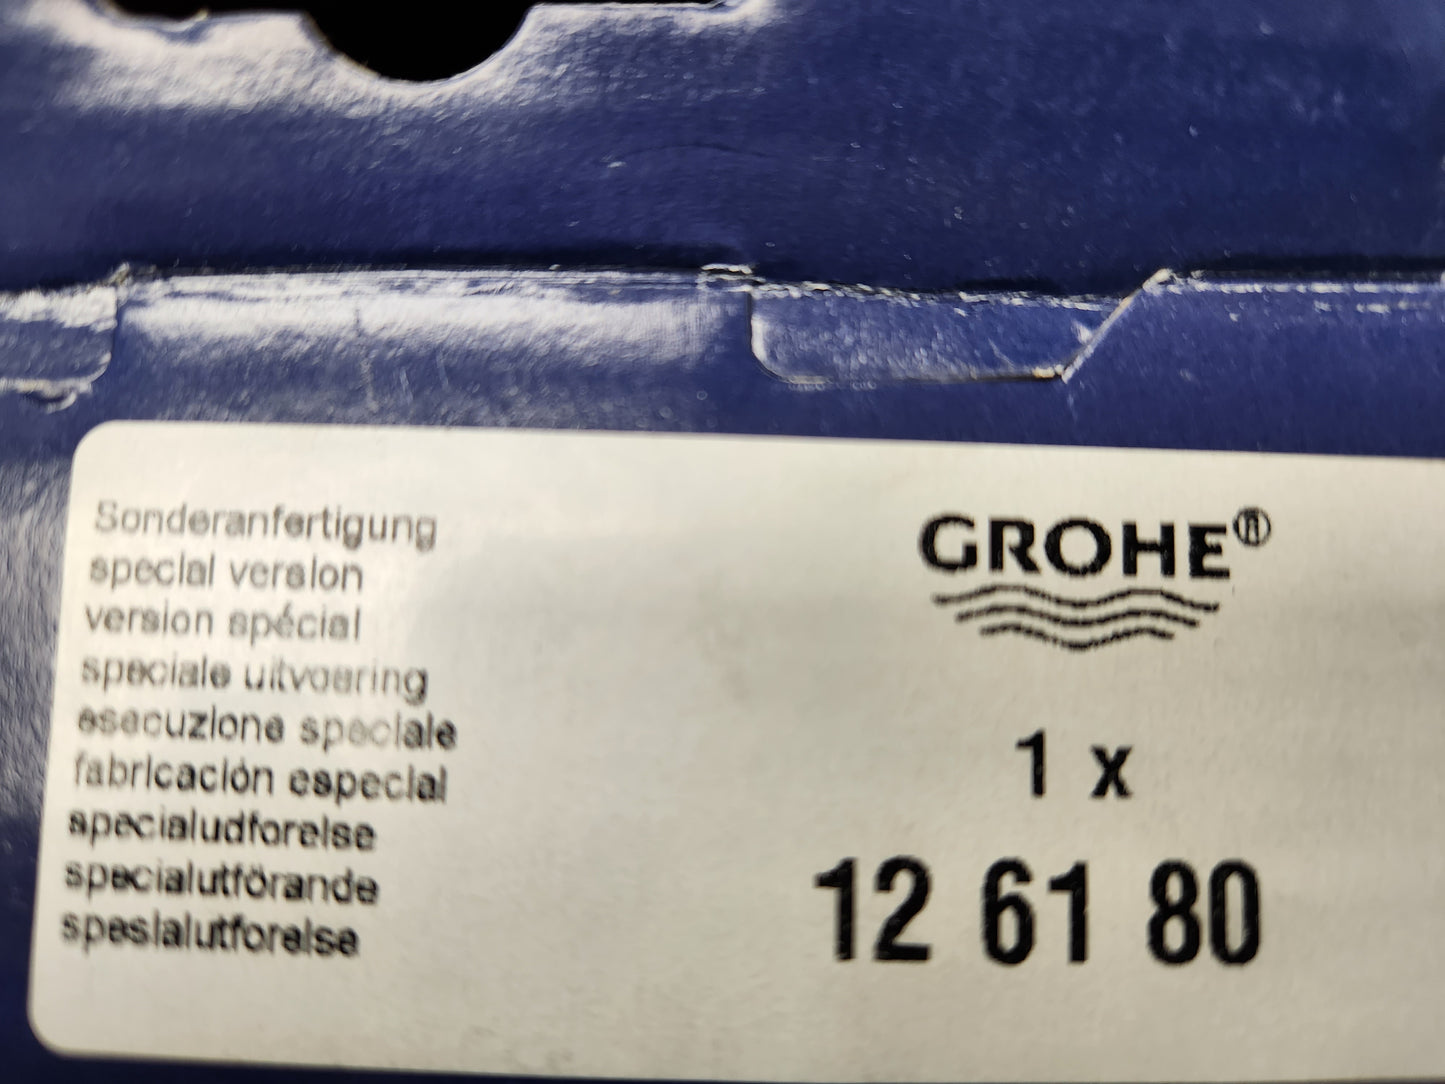 Sonderanfertigung
special version
version spécial
speciale uitvoering
esecuzione speciale
fabricación especial
specialudforelse
specialutförande
spesialutforelse
GROHE®
1 x
12 61 80